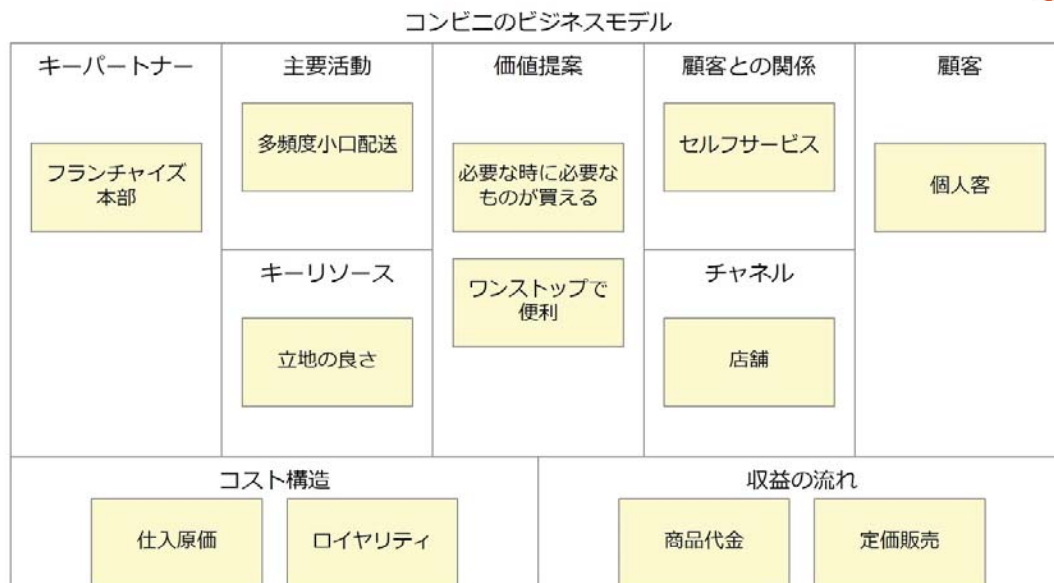 コンビニのビジネスモデル
キーパートナー
フランチャイズ
本部
主要活動
多頻度小口配送
キーリソース
立地の良さ
価値提案
必要な時に必要な
ものが買える
ワンストップで
便利
顧客との関係
セルフサービス
チャネル
店舗
顧客
個人客
コスト構造
仕入原価
ロイヤリティ
収益の流れ
商品代金
定価販売